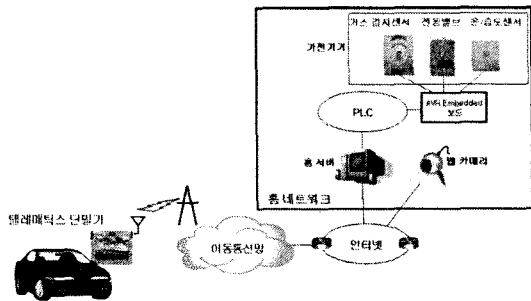 가스 감지센서 전동밸브 온/습도센서
가전기기
PLC
AVR Embedded
보드
홈 서버
웹 카메라
홈 네트워크
텔레매틱스 단말기
이동통신망
인터넷